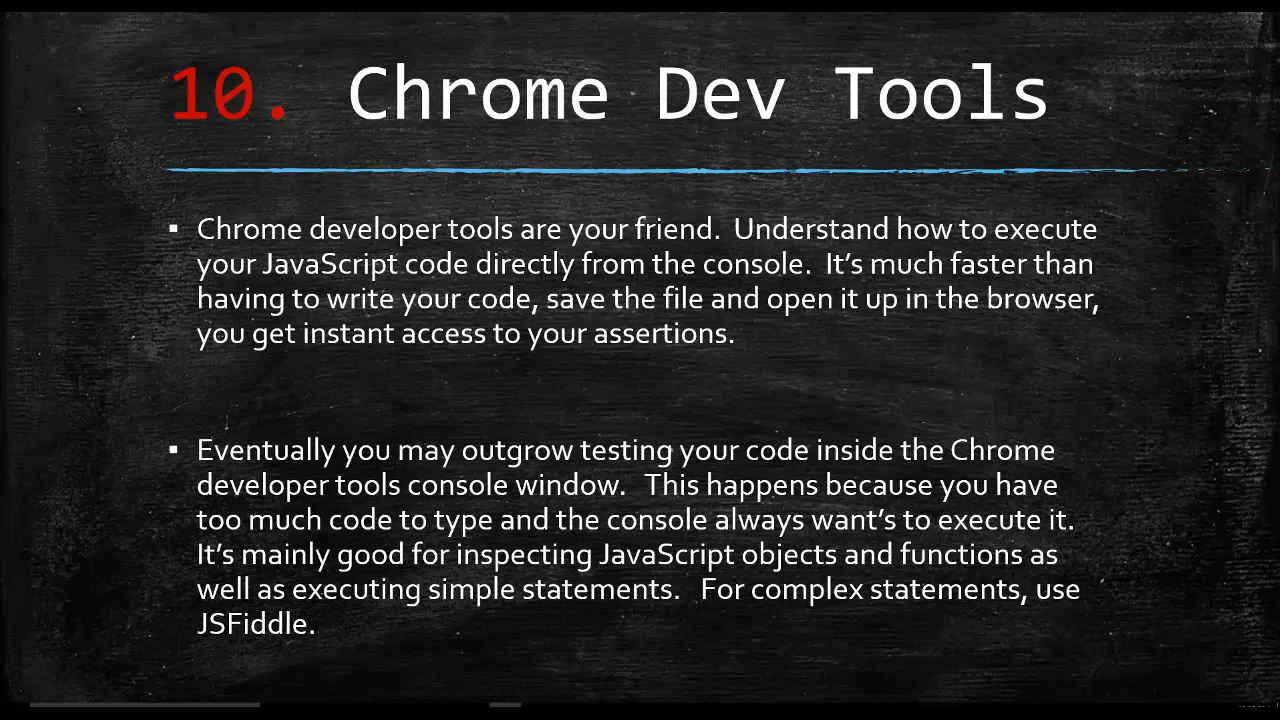 10. Chrome Dev Tools
▪ Chrome developer tools are your friend.  Understand how to execute
your JavaScript code directly from the console.  It’s much faster than
having to write your code, save the file and open it up in the browser,
you get instant access to your assertions.
▪ Eventually you may outgrow testing your code inside the Chrome
developer tools console window.   This happens because you have
too much code to type and the console always want’s to execute it.
It’s mainly good for inspecting JavaScript objects and functions as
well as executing simple statements.   For complex statements, use
JSFiddle.